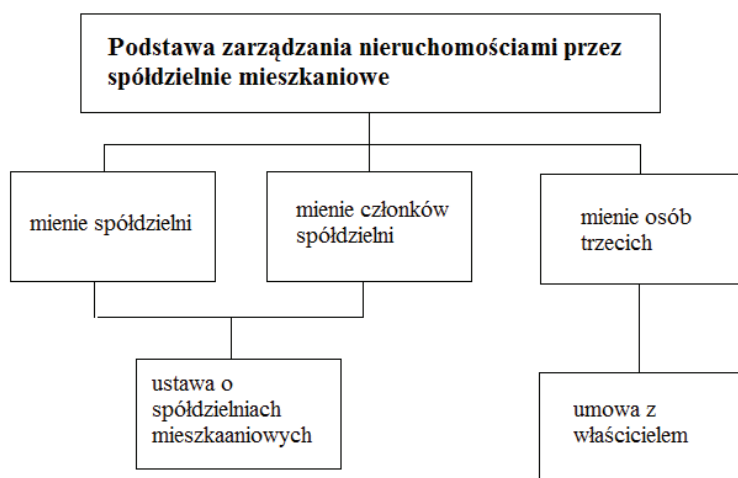 Podstawa zarządzania nieruchomościami przez
spółdzielnie mieszkaniowe
mienie spółdzielni
mienie członków
spółdzielni
mienie osób
trzecich
ustawa o
spółdzielniach
mieszkaaniowych
umowa z
właścicielem